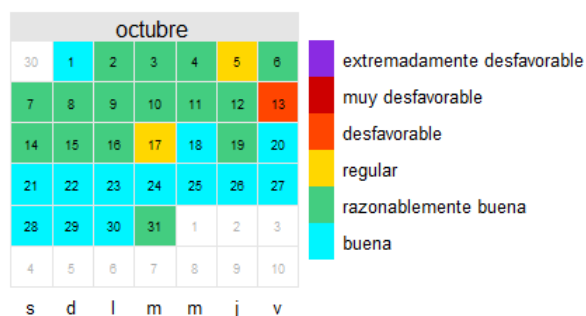 octubre
30 1 2 3 4 5 6
7 8 9 10 11 12 13
14 15 16 17 18 19 20
21 22 23 24 25 26 27
28 29 30 31 1 2 3
4 5 6 7 8 9 10
s d l m m j v
extremadamente desfavorable
muy desfavorable
desfavorable
regular
razonablemente buena
buena